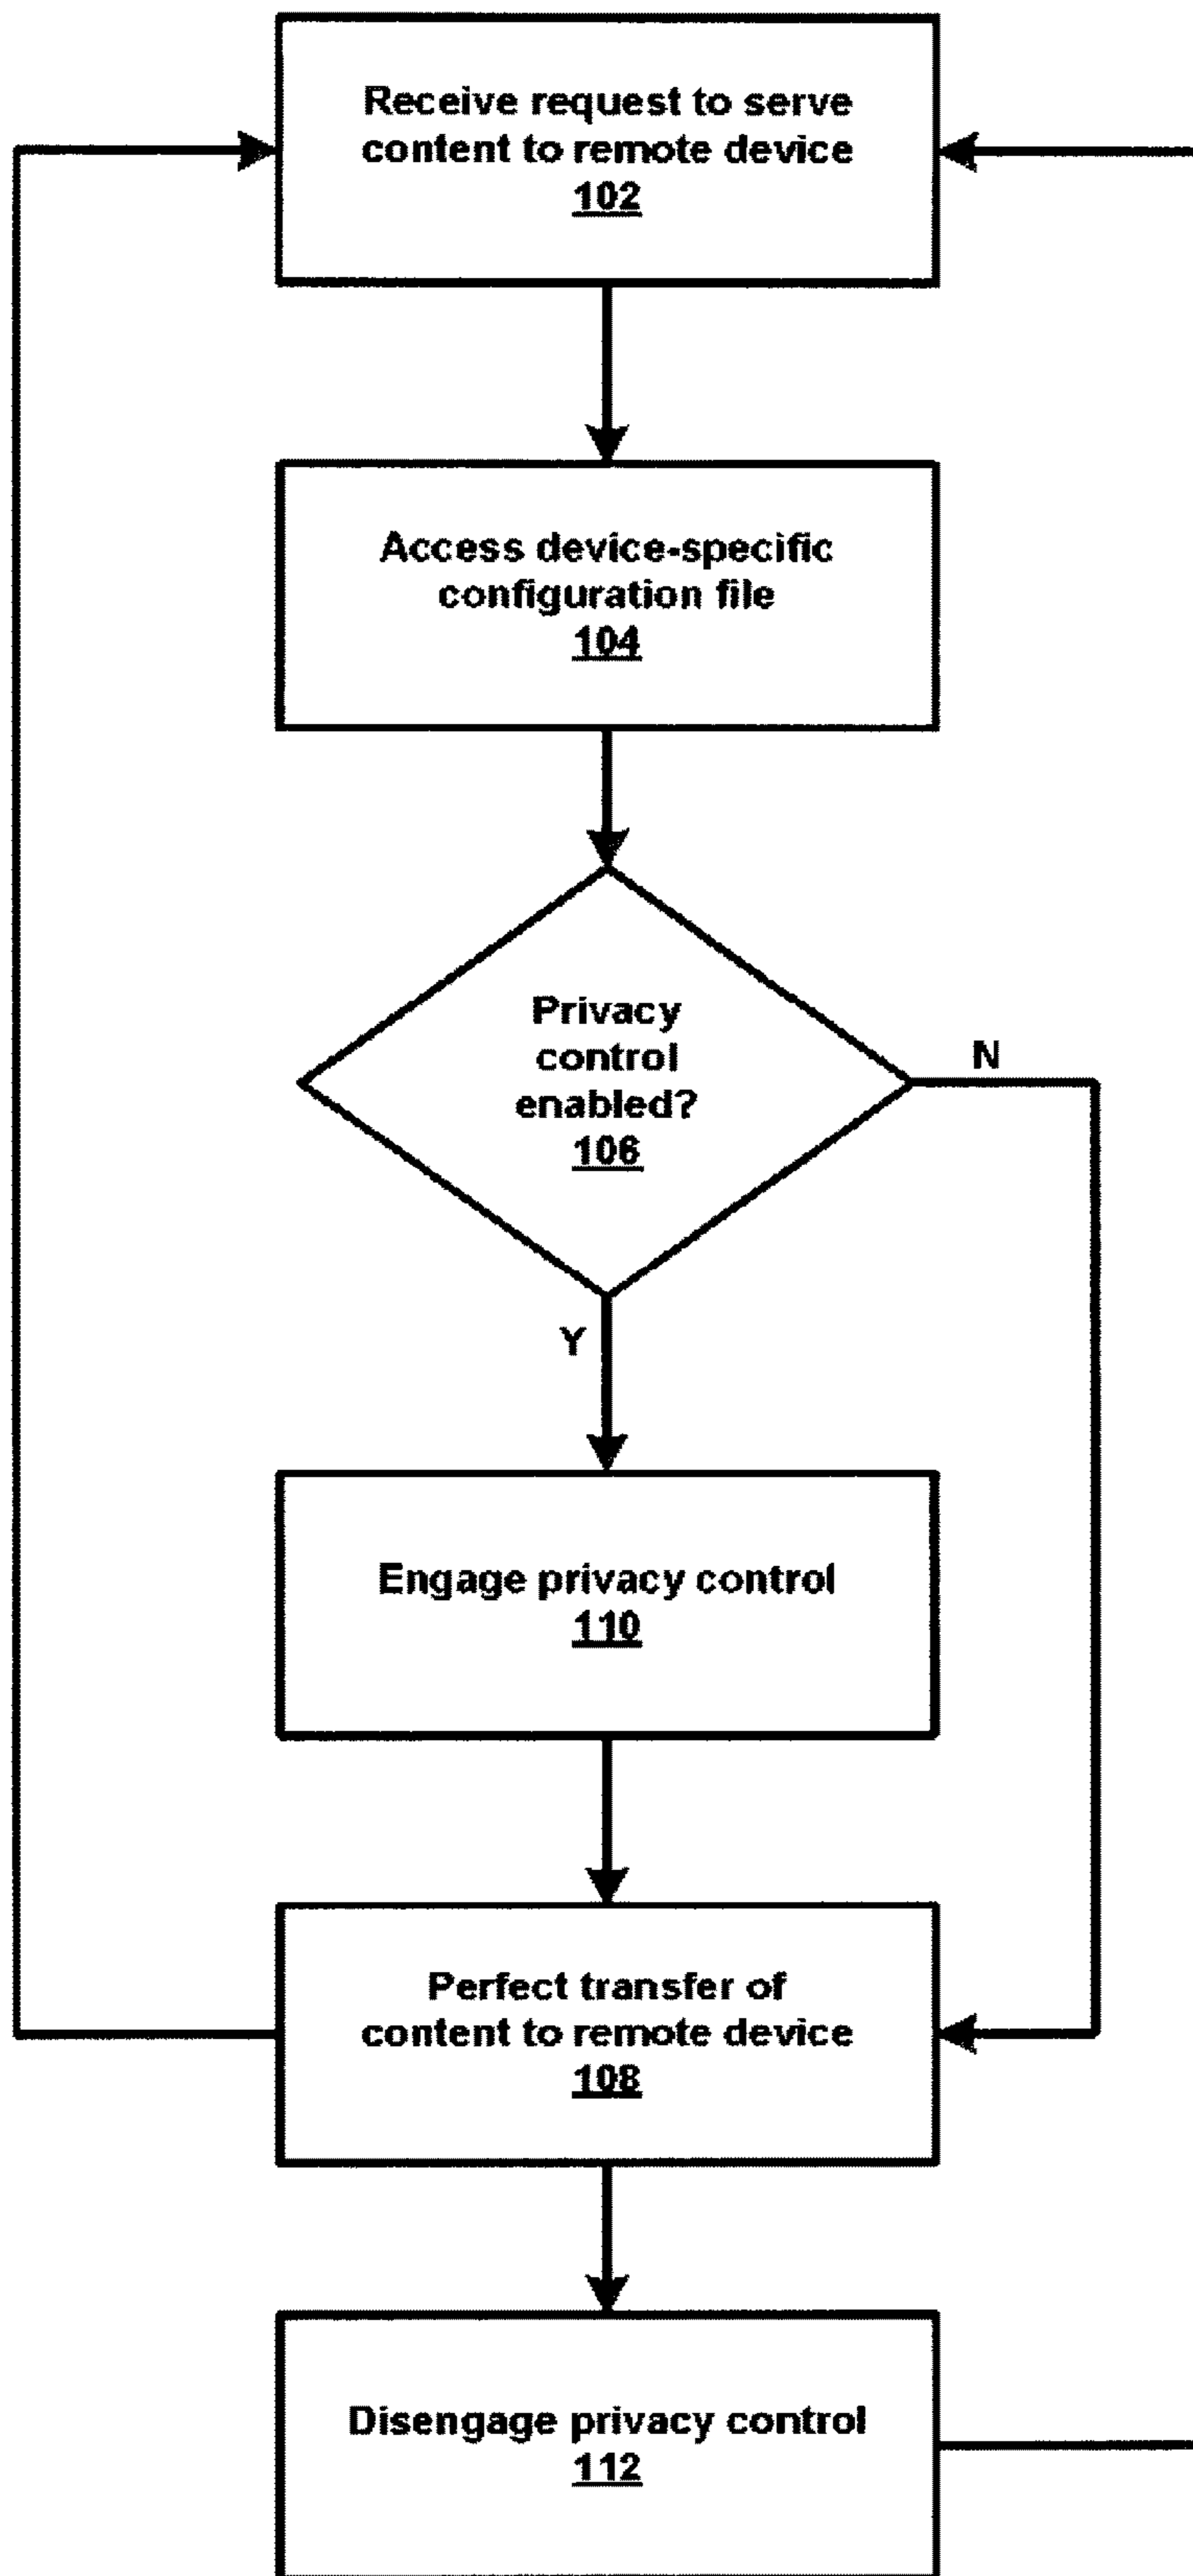 Receive request to serve
content to remote device
102
Access device-specific
configuration file
104
Privacy
control
enabled?
106
N
Y
Engage privacy control
110
Perfect transfer of
content to remote device
108
Disengage privacy control
112